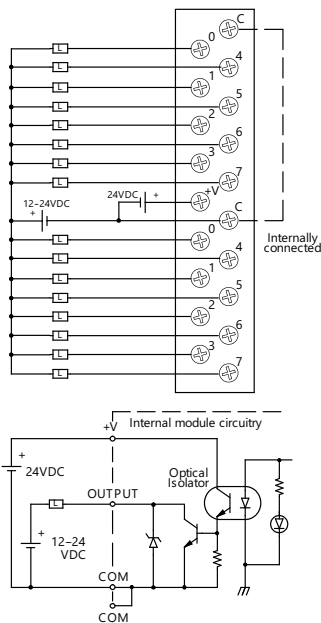 C
0
L
4
L
1
L
5
L
2
L
6
L
3
L
7
L
24VDC +
+V
12-24VDC
+
C
Internally
connected
0
L
4
L
1
L
5
L
2
L
6
L
3
L
7
L
+V
Internal module circuitry
+
24VDC
Optical
Isolator
OUTPUT
L
+
12-24
VDC
COM
COM